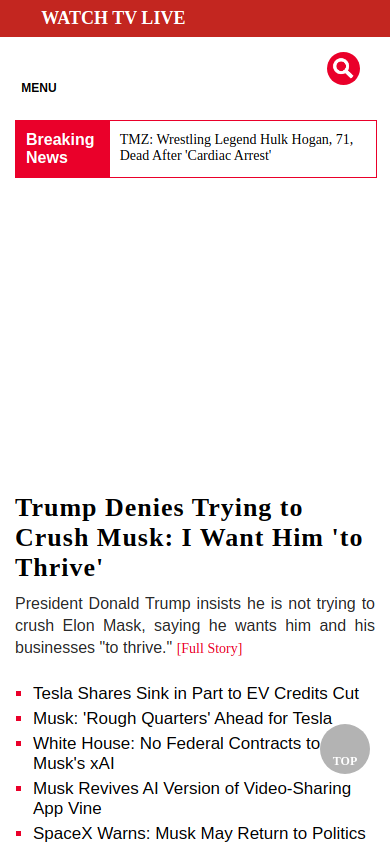 WATCH TV LIVE
MENU
Breaking
News
TMZ: Wrestling Legend Hulk Hogan, 71,
Dead After 'Cardiac Arrest'
Trump Denies Trying to
Crush Musk: I Want Him 'to
Thrive'
President Donald Trump insists he is not trying to
crush Elon Mask, saying he wants him and his
businesses "to thrive." [Full Story]
Tesla Shares Sink in Part to EV Credits Cut
Musk: 'Rough Quarters' Ahead for Tesla
White House: No Federal Contracts to
Musk's xAI
TOP
Musk Revives AI Version of Video-Sharing
App Vine
SpaceX Warns: Musk May Return to Politics